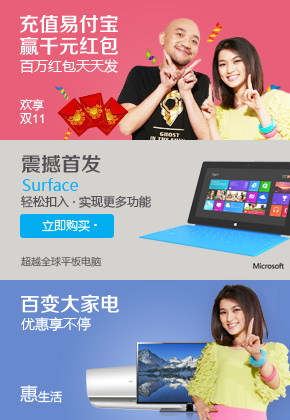 充值易付宝
赢千元红包
百万红包天天发
欢享
双11
GHOST
IN THE SHELL
震撼首发
Surface
轻松扣入 · 实现更多功能
立即购买
超越全球平板电脑
Microsoft
百变大家电
优惠享不停
惠生活